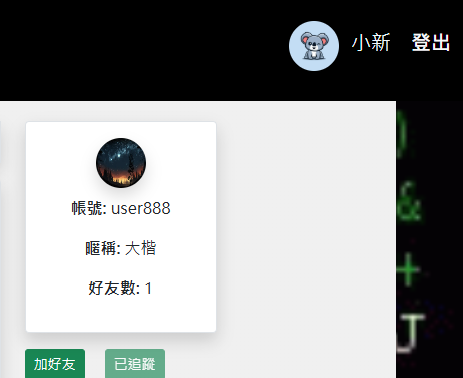 小新 登出
帳號: user888
暱稱: 大楷
好友數: 1
加好友 已追蹤
)
&
+
J